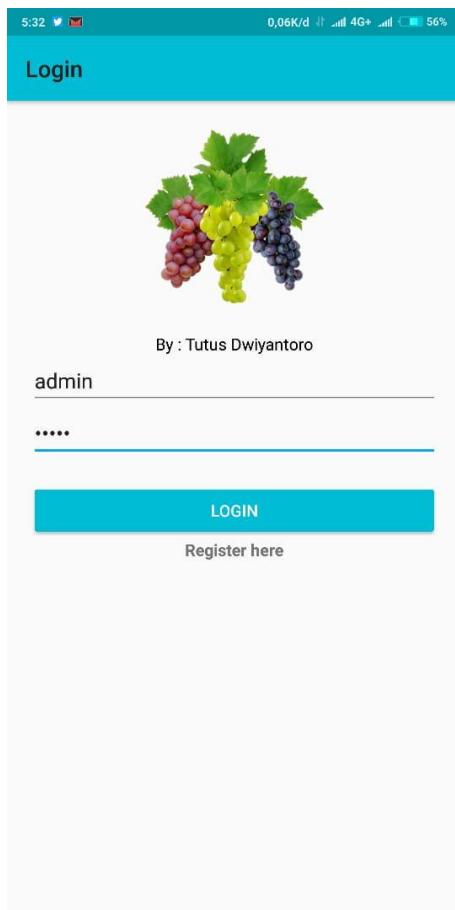 5:32 0,06K/d 4G+ 56%
Login
By : Tutus Dwiyantoro
admin
•••••
LOGIN
Register here